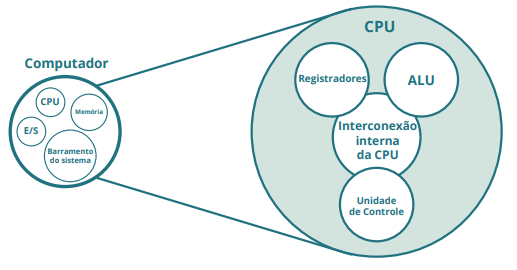 Computador
CPU
Memória
E/S
Barramento
do sistema
CPU
Registradores
ALU
Interconexão
interna
da CPU
Unidade
de Controle